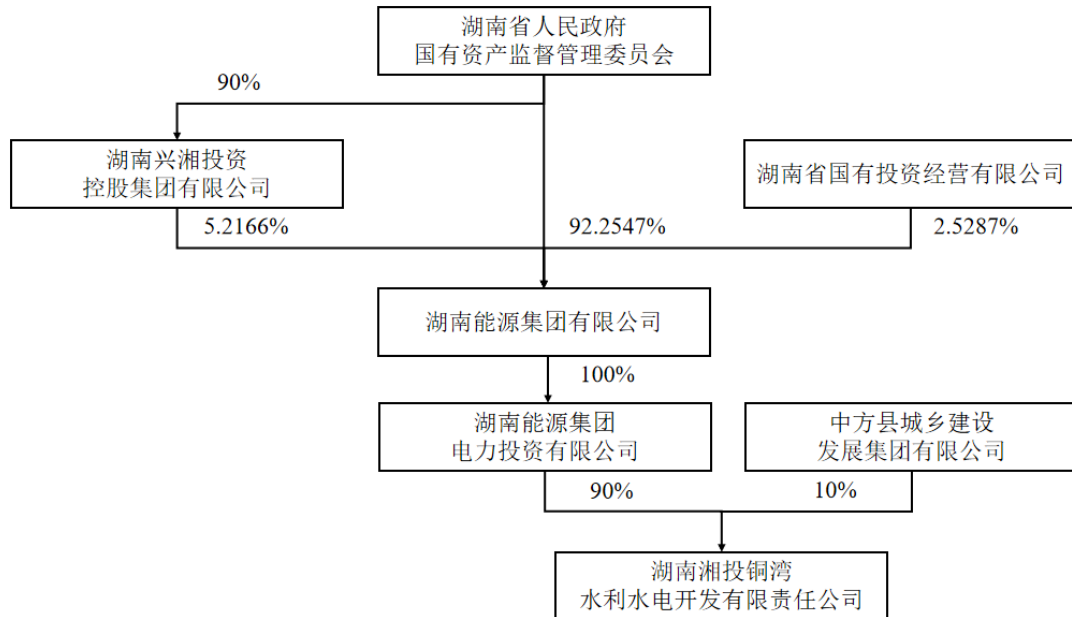 湖南省人民政府
国有资产监督管理委员会
90%
湖南兴湘投资
控股集团有限公司
湖南省国有投资经营有限公司
5.2166%
92.2547%
2.5287%
湖南能源集团有限公司
100%
湖南能源集团
电力投资有限公司
中方县城乡建设
发展集团有限公司
90%
10%
湖南湘投铜湾
水利水电开发有限责任公司